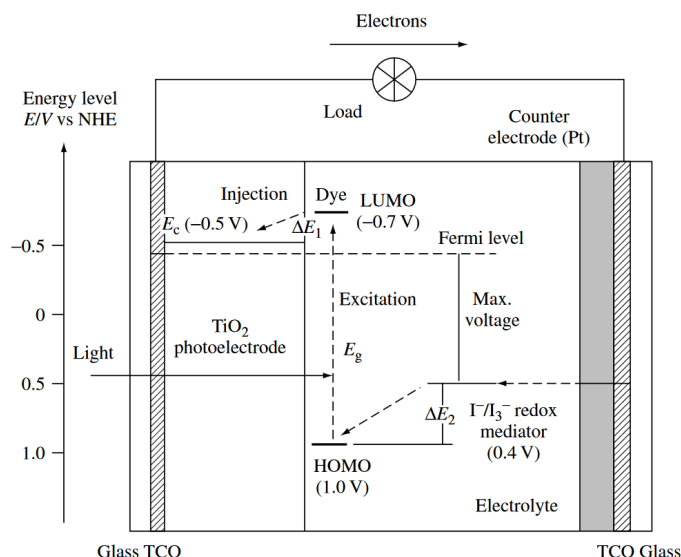 Electrons
Load
Energy level
E/V vs NHE
Counter
electrode (Pt)
Injection
Dye
LUMO
(−0.7 V)
Ec (−0.5 V)
ΔE1
Fermi level
−0.5
0
0.5
1.0
Excitation
Max.
voltage
TiO2
photoelectrode
Light
Eg
ΔE2
I−/I3− redox
mediator
(0.4 V)
HOMO
(1.0 V)
Electrolyte
Glass TCO
TCO Glass